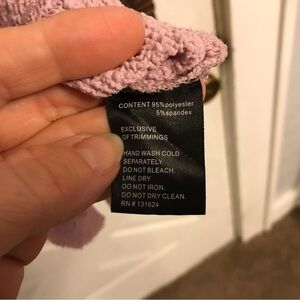 CONTENT 95%polyester
5%spandex
EXCLUSIVE
OF TRIMMINGS
HAND WASH COLD
SEPARATELY.
DO NOT BLEACH.
LINE DRY
DO NOT IRON.
DO NOT DRY CLEAN.
RN # 131624